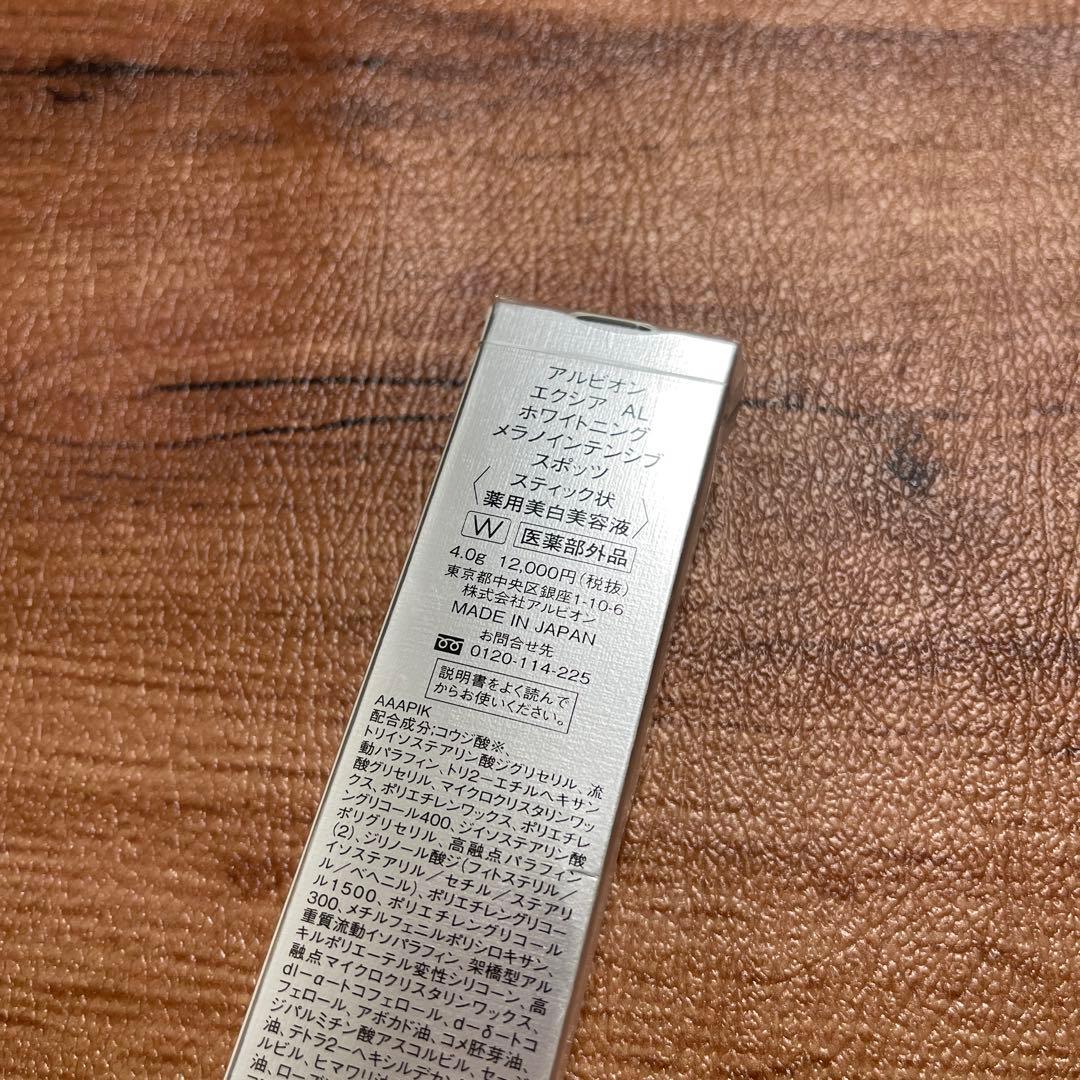 アルビオン
エクシア AL
ホワイトニング
メラノインテンシブ
スポッツ
〈スティック状
薬用美白美容液〉
W 医薬部外品
4.0g 12,000円(税抜)
東京都中央区銀座1-10-6
株式会社アルビオン
MADE IN JAPAN
お問合せ先
0120-114-225
説明書をよく読んで
からお使いください。
AAAPIK
配合成分:コウジ酸※、
トリイソステアリン酸ジグリセリル、流
動パラフィン、トリ2-エチルヘキサン
酸グリセリル、マイクロクリスタリンワッ
クス、ポリエチレンワックス、ポリエチレ
ングリコール400、ジイソステアリン酸
ポリグリセリル、高融点パラフィン
(2)、ジリノール酸ジ(フィトステリル/
イソステアリル/セチル/ステアリ
ル/ベヘニル)、ポリエチレングリコー
ル1500、ポリエチレングリコール
300、メチルフェニルポリシロキサン、
重質流動イソパラフィン、架橋型アル
キルポリエーテル変性シリコーン、高
融点マイクロクリスタリンワックス、
dl-α-トコフェロール、d-δ-トコ
フェロール、アボカド油、コメ胚芽油、
ジパルミチン酸アスコルビル、セージ
油、テトラ2-ヘキシルデカン
ルビル、ヒマワリ油
油、ローズ